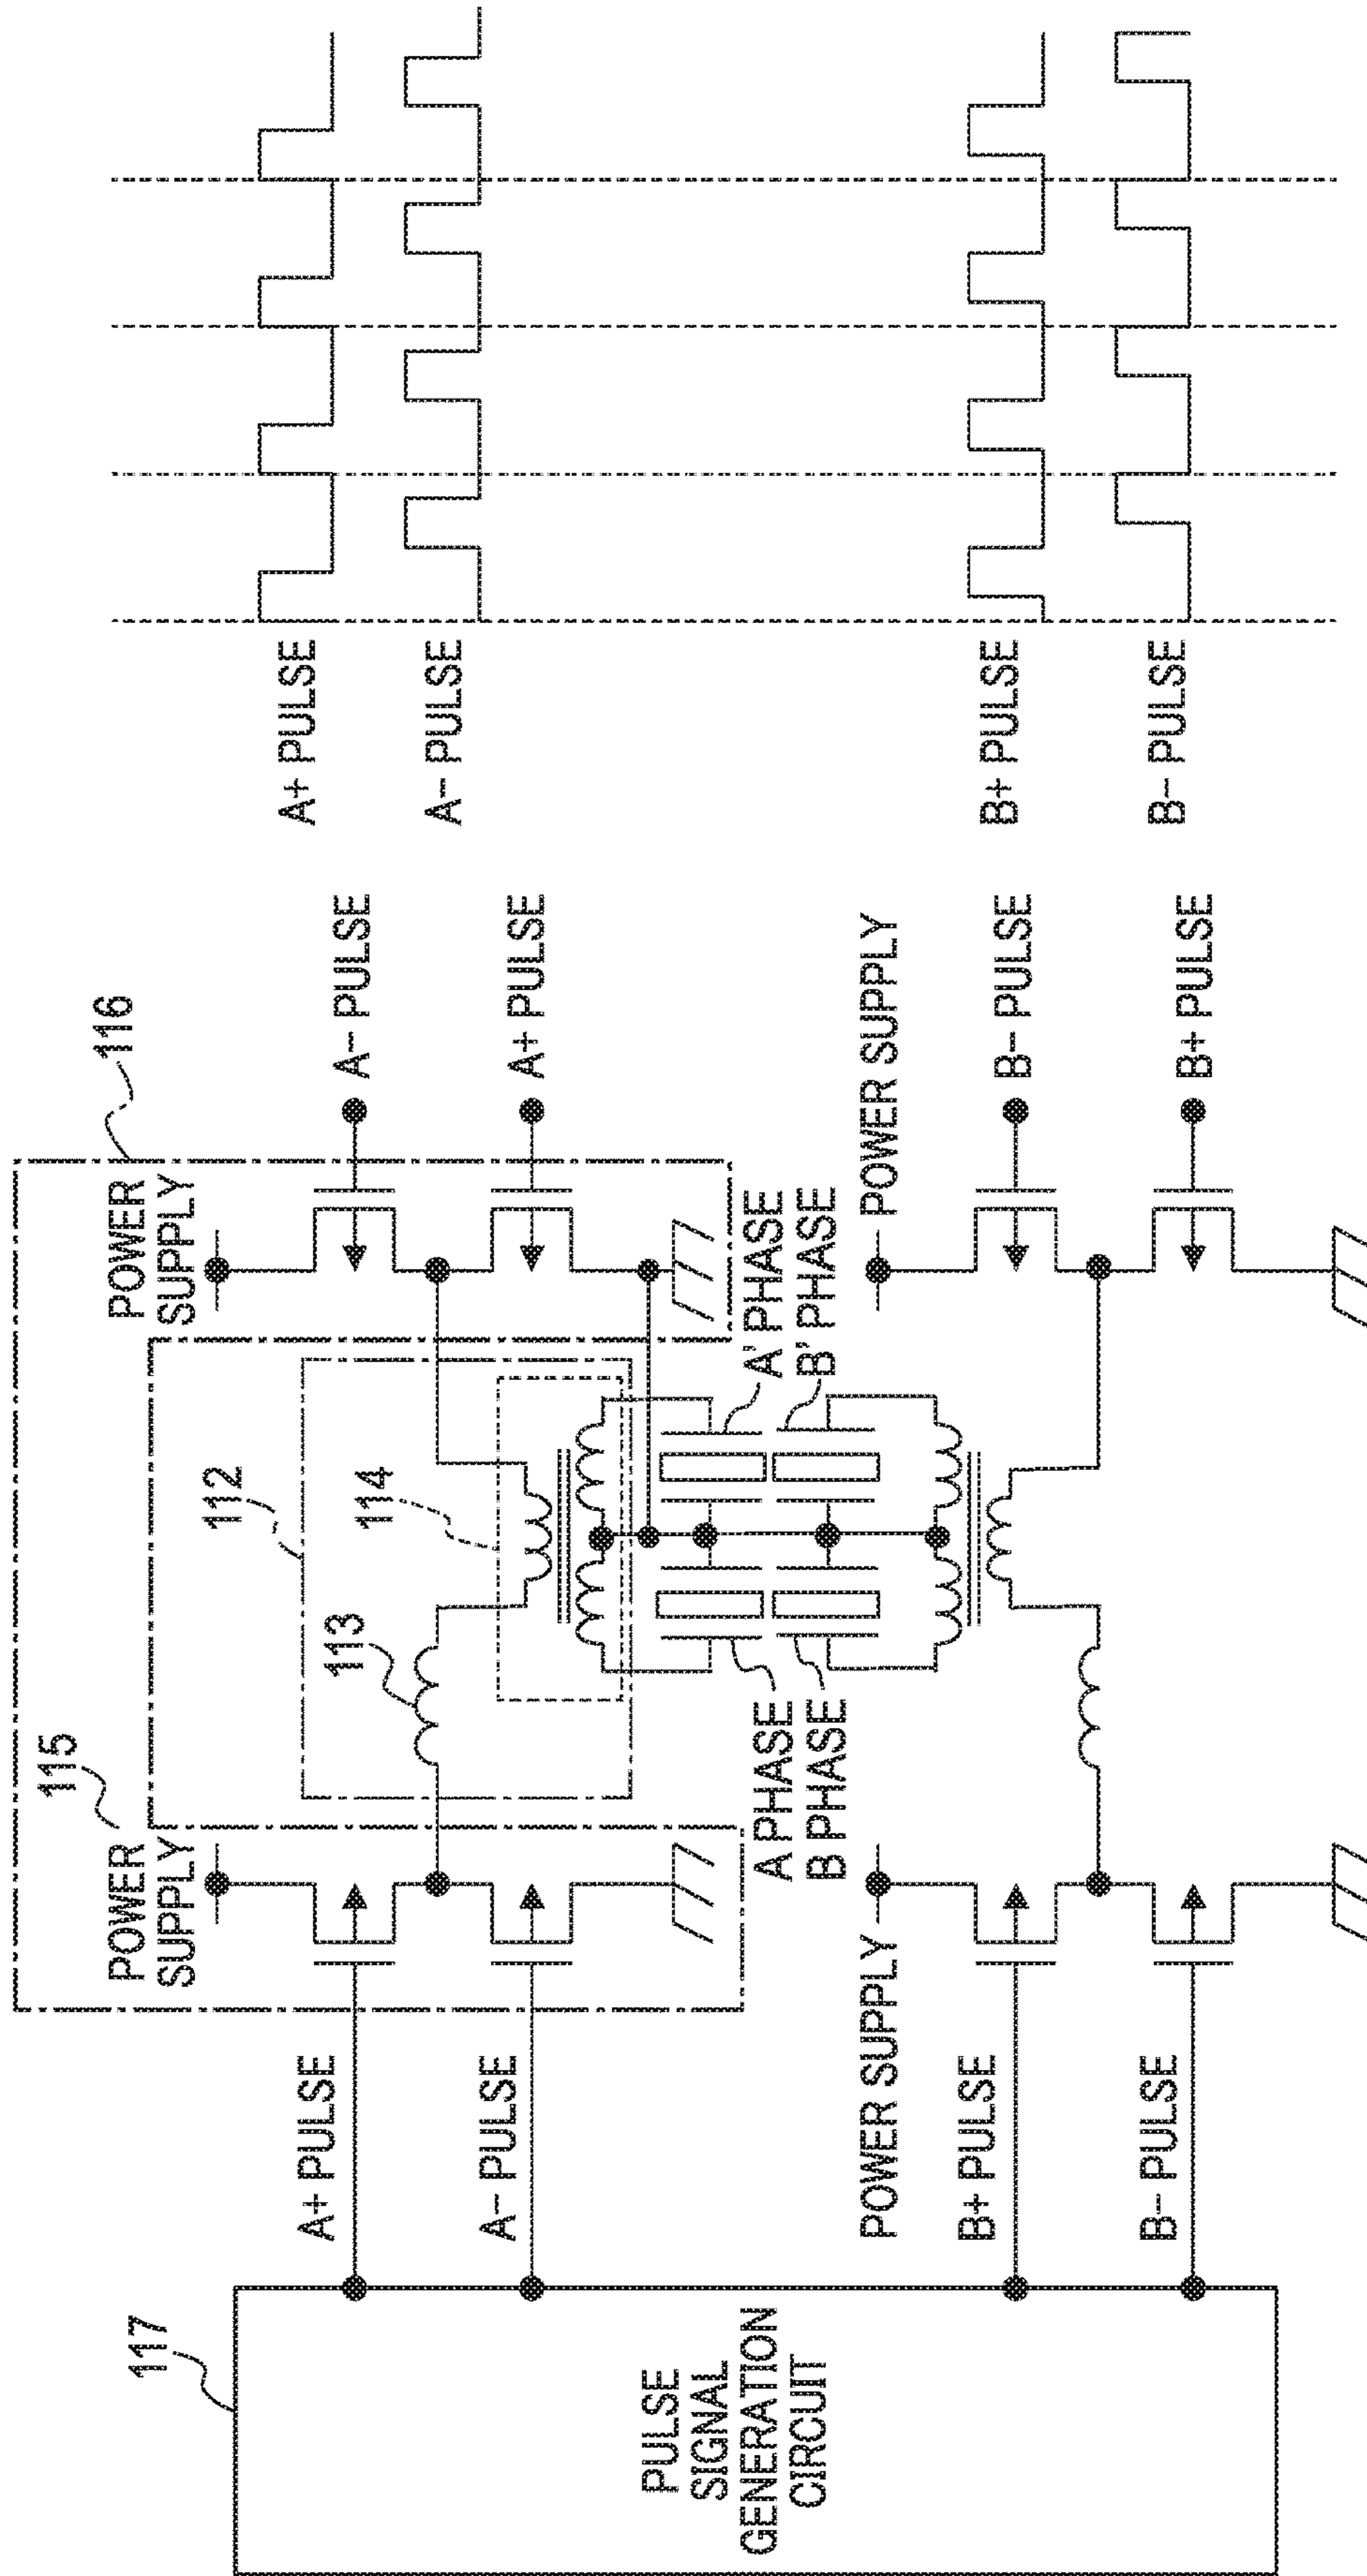 117
PULSE
SIGNAL
GENERATION
CIRCUIT
A+ PULSE
A− PULSE
POWER SUPPLY
B+ PULSE
B− PULSE
115
POWER
SUPPLY
112
113
114
A PHASE
B PHASE
A' PHASE
B' PHASE
116
POWER
SUPPLY
A− PULSE
A+ PULSE
POWER SUPPLY
B− PULSE
B+ PULSE
A+ PULSE
A− PULSE
B+ PULSE
B− PULSE